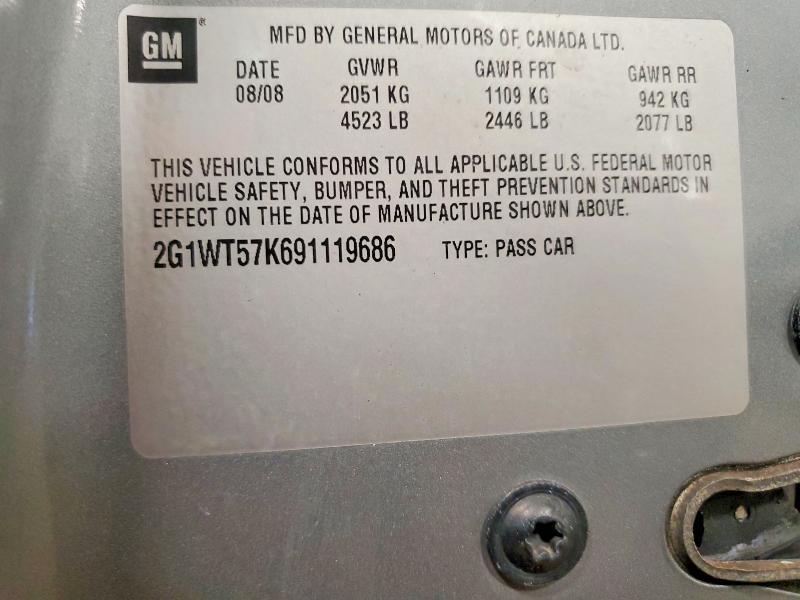 GM ® MFD BY GENERAL MOTORS OF CANADA LTD.
DATE GVWR GAWR FRT GAWR RR
08/08 2051 KG 1109 KG 942 KG
4523 LB 2446 LB 2077 LB
THIS VEHICLE CONFORMS TO ALL APPLICABLE U.S. FEDERAL MOTOR
VEHICLE SAFETY, BUMPER, AND THEFT PREVENTION STANDARDS IN
EFFECT ON THE DATE OF MANUFACTURE SHOWN ABOVE.
2G1WT57K691119686 TYPE: PASS CAR